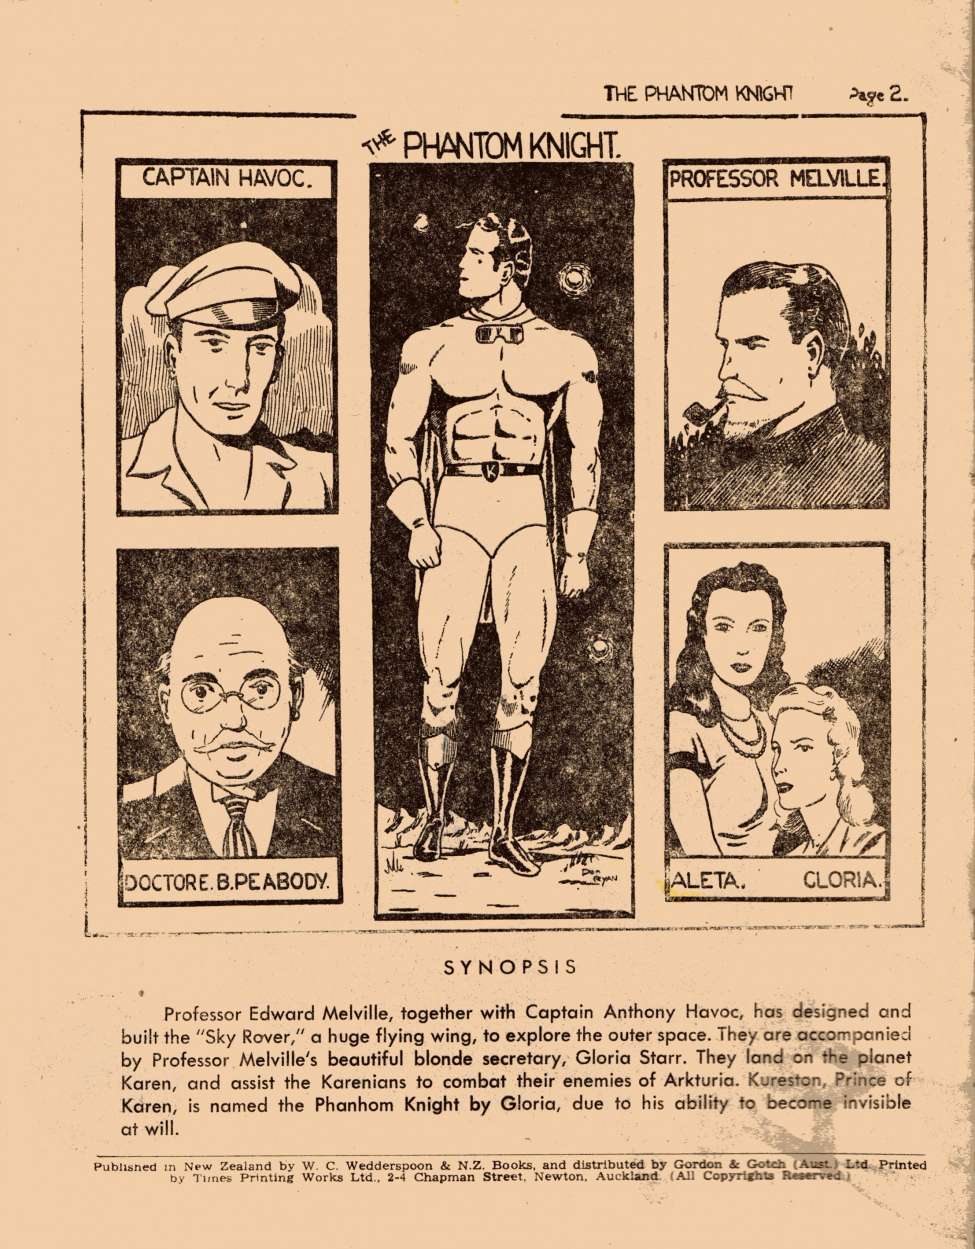 THE PHANTOM KNIGHT Page 2.
THE PHANTOM KNIGHT.
CAPTAIN HAVOC.
PROFESSOR MELVILLE.
K
Don
RYAN
DOCTOR E. B. PEABODY.
ALETA. GLORIA.
SYNOPSIS
Professor Edward Melville, together with Captain Anthony Havoc, has designed and
built the "Sky Rover," a huge flying wing, to explore the outer space. They are accompanied
by Professor Melville's beautiful blonde secretary, Gloria Starr. They land on the planet
Karen, and assist the Karenians to combat their enemies of Arkturia. Kureston, Prince of
Karen, is named the Phanhom Knight by Gloria, due to his ability to become invisible
at will.
Published in New Zealand by W. C. Wedderspoon & N.Z. Books, and distributed by Gordon & Gotch (Aust.) Ltd. Printed
by Times Printing Works Ltd., 2-4 Chapman Street, Newton, Auckland. (All Copyrights Reserved.)